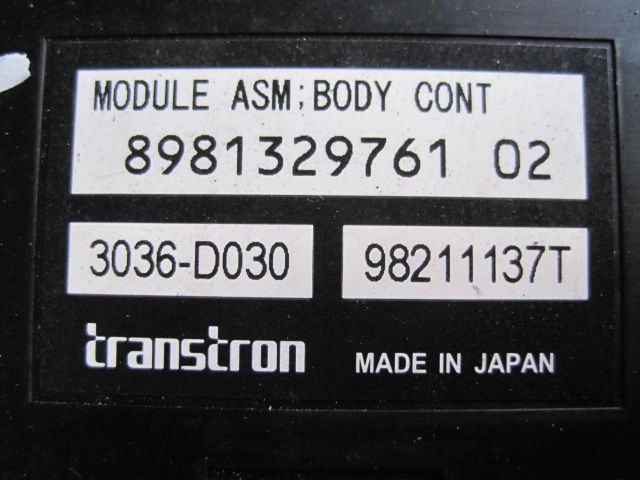 MODULE ASM;BODY CONT
8981329761 02
3036-D030 98211137T
transtron MADE IN JAPAN